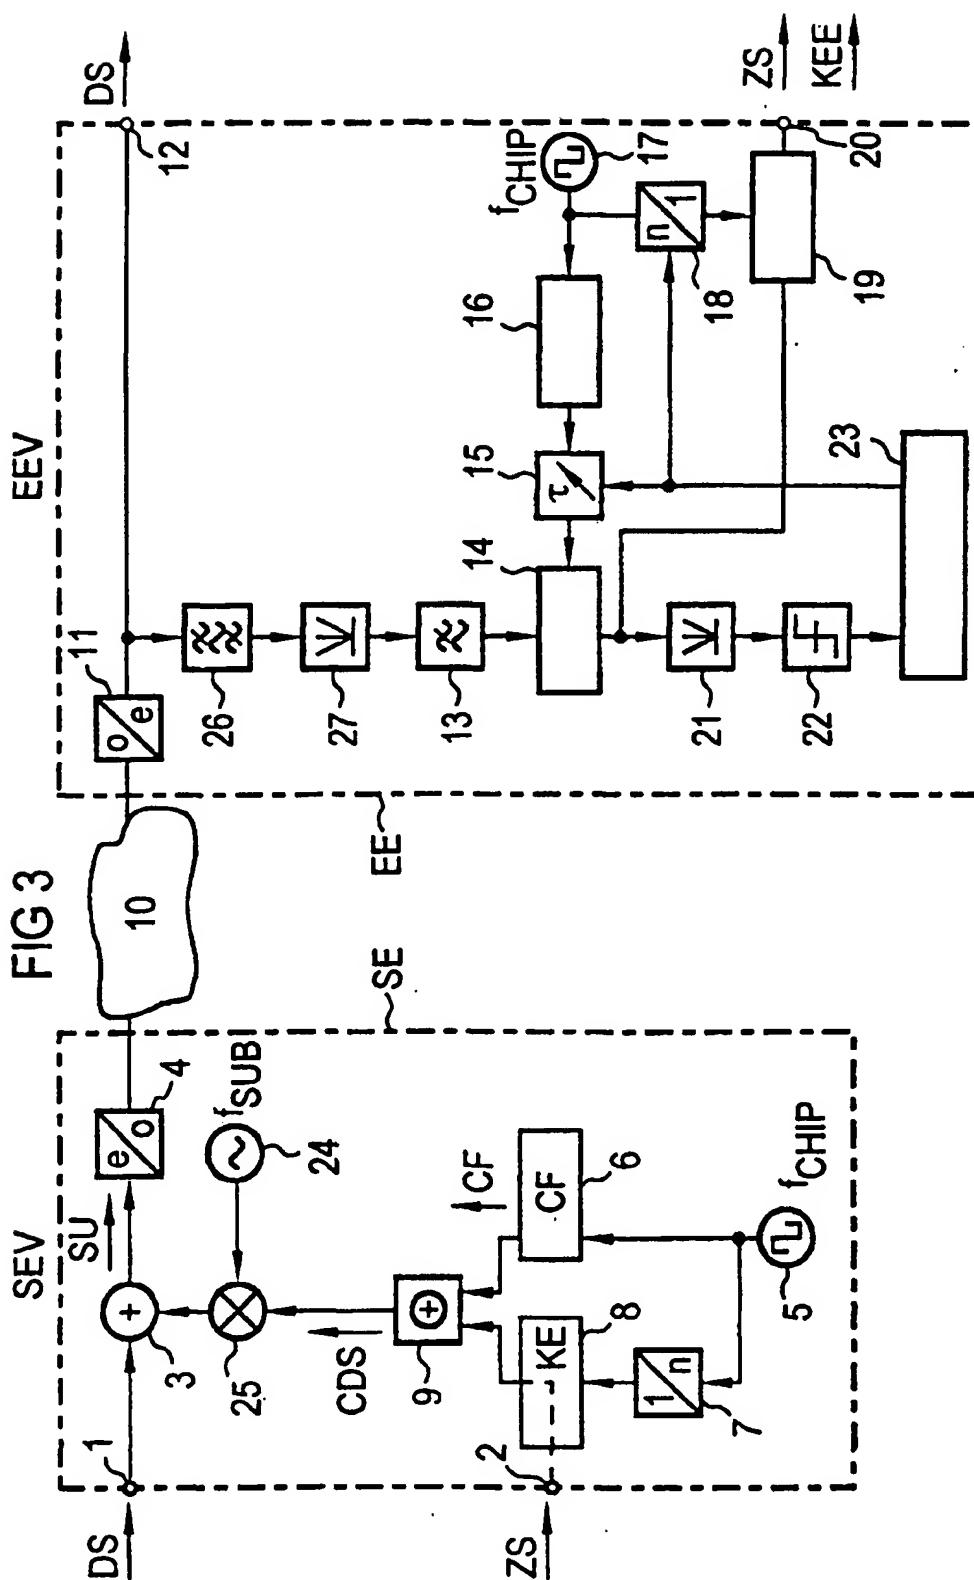 FIG 3
SEV
SE
DS
1
3
SU
e
o
4
+
25
24
~
fSUB
CDS
9
+
CF
6
CF
ZS
2
KE
8
7
1
n
5
fCHIP
10
EEV
EE
11
o
e
12
DS
26
27
13
14
15
τ
16
fCHIP
17
18
n
1
19
20
ZS
KEE
21
22
23